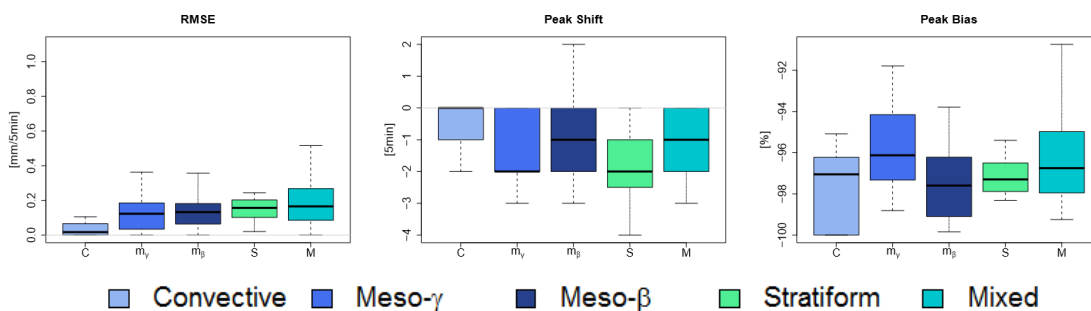 RMSE
[mm/5min]
1.0
0.8
0.6
0.4
0.2
0.0
C
mγ
mβ
S
M
Peak Shift
[5min]
2
1
0
-1
-2
-3
-4
C
mγ
mβ
S
M
Peak Bias
[%]
-92
-94
-96
-98
-100
C
mγ
mβ
S
M
Convective
Meso-γ
Meso-β
Stratiform
Mixed